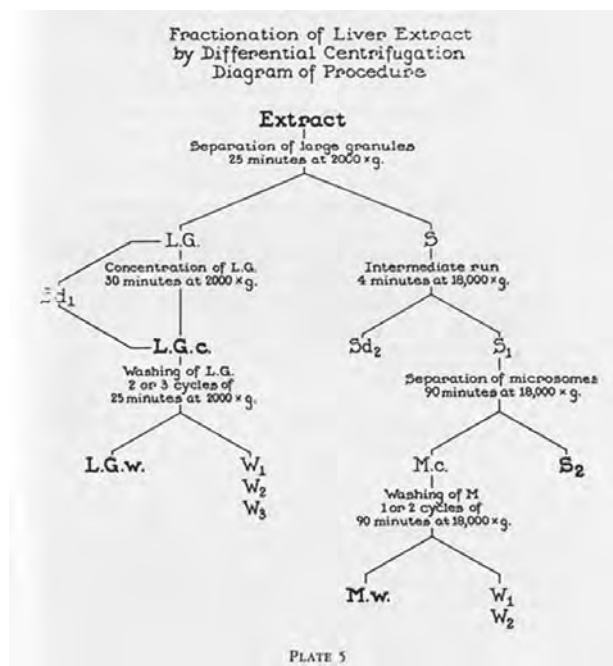 Fractionation of Liver Extract
by Differential Centrifugation
Diagram of Procedure
Extract
Separation of large granules
25 minutes at 2000 × g.
L.G.
S
Concentration of L.G.
30 minutes at 2000 × g.
Intermediate run
4 minutes at 18,000 × g.
L.G.c.
Sd₂
S₁
Washing of L.G.
2 or 3 cycles of
25 minutes at 2000 × g.
Separation of microsomes
90 minutes at 18,000 × g.
L.G.w.
W₁
W₂
W₃
M.c.
S₂
Washing of M
1 or 2 cycles of
90 minutes at 18,000 × g.
M.w.
W₁
W₂
PLATE 5